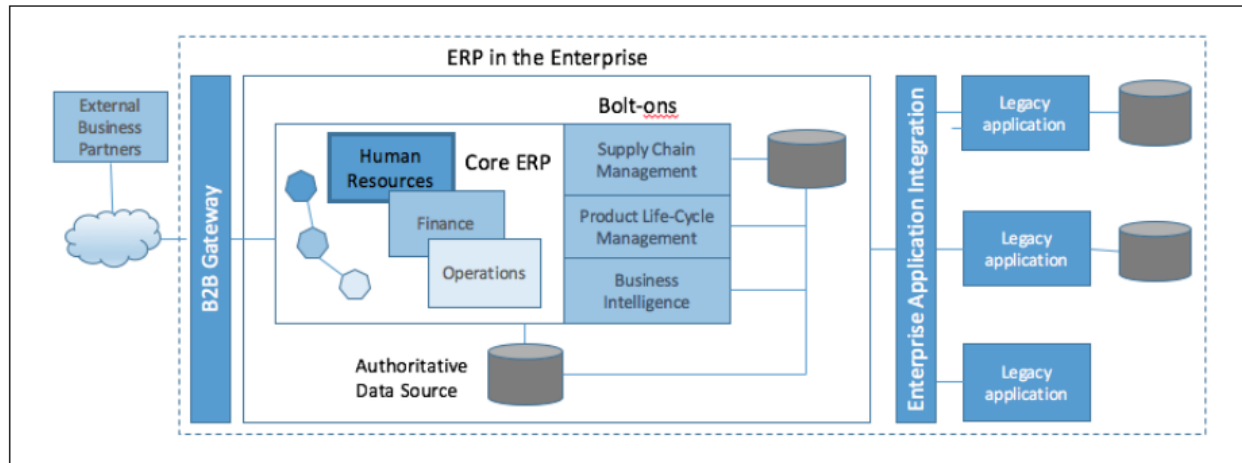 ERP in the Enterprise
External
Business
Partners
B2B Gateway
Bolt-ons
Human
Resources
Core ERP
Finance
Operations
Supply Chain
Management
Product Life-Cycle
Management
Business
Intelligence
Authoritative
Data Source
Enterprise Application Integration
Legacy
application
Legacy
application
Legacy
application